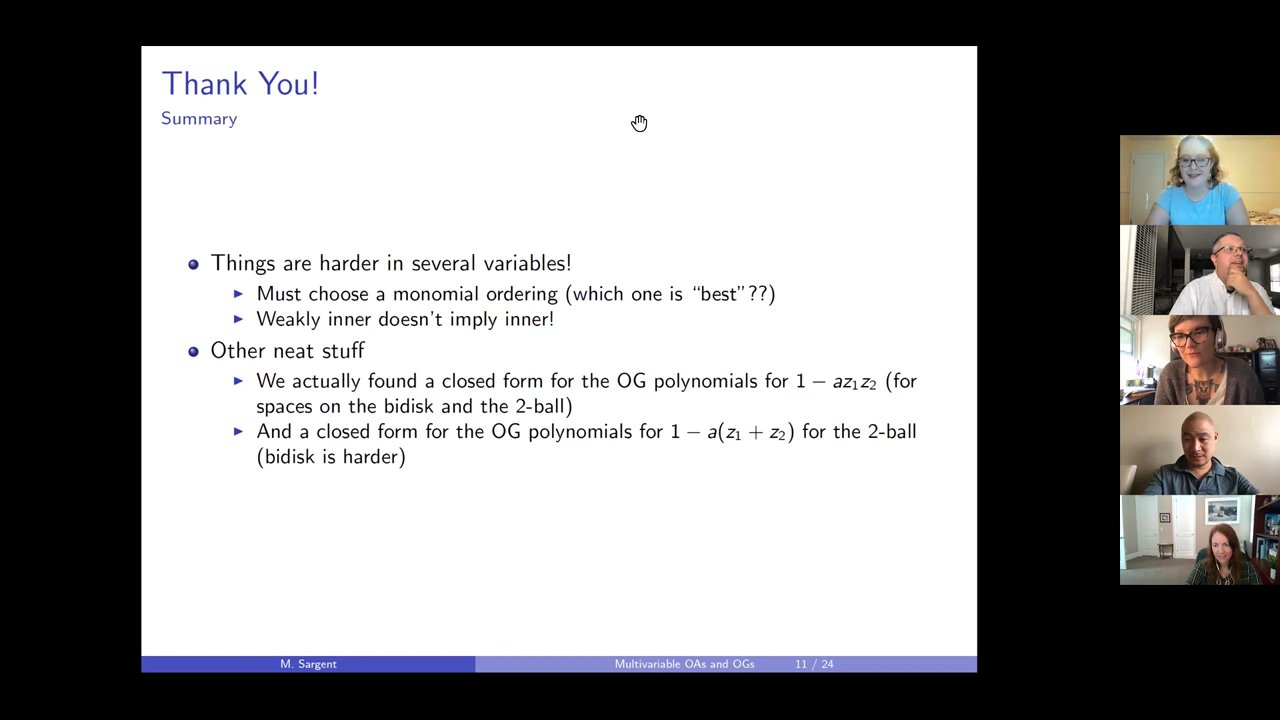 Thank You!
Summary
Things are harder in several variables!
Must choose a monomial ordering (which one is “best”??)
Weakly inner doesn’t imply inner!
Other neat stuff
We actually found a closed form for the OG polynomials for 1 − az₁z₂ (for
spaces on the bidisk and the 2-ball)
And a closed form for the OG polynomials for 1 − a(z₁ + z₂) for the 2-ball
(bidisk is harder)
M. Sargent
Multivariable OAs and OGs
11 / 24